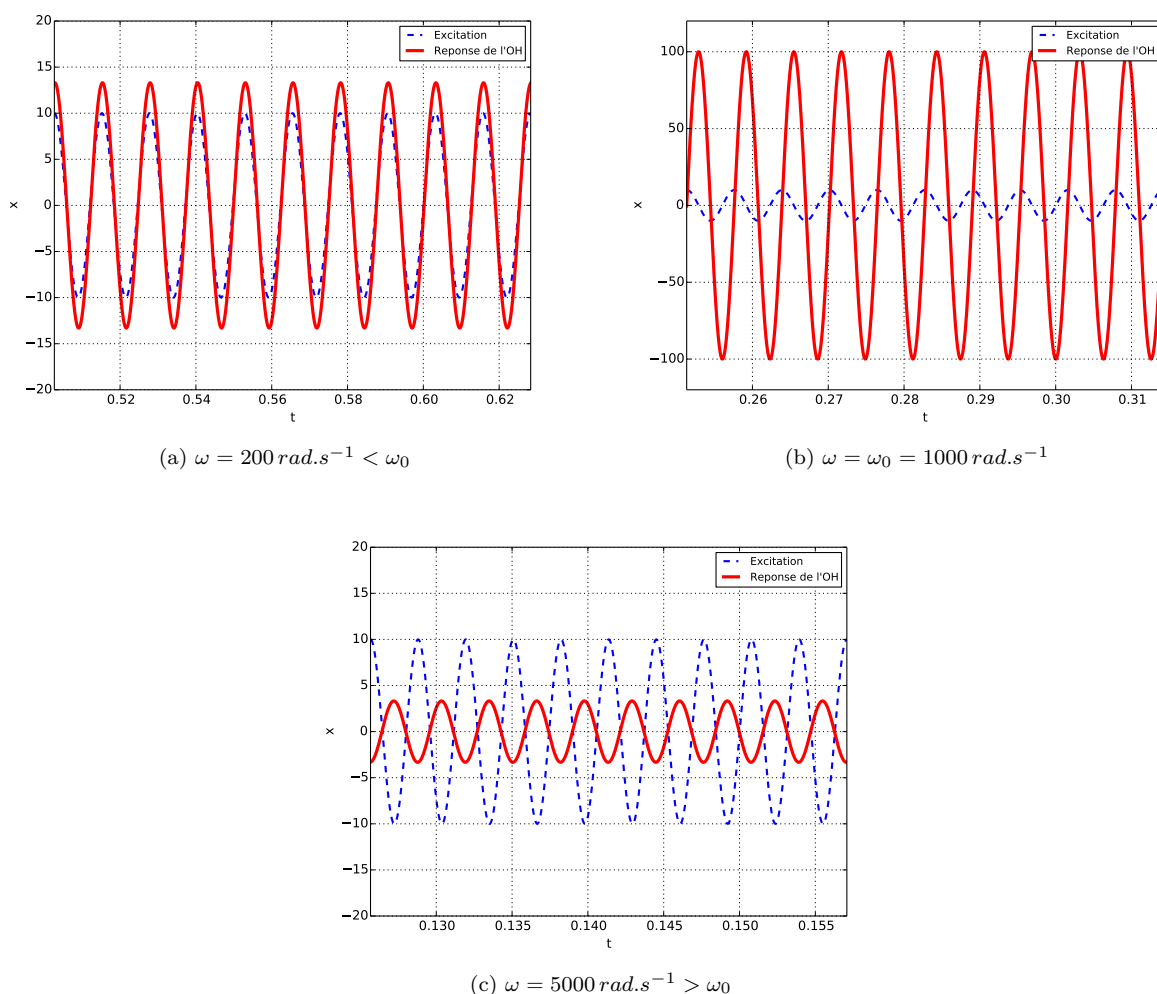 20
15
10
5
0
−5
−10
−15
−20
x
Excitation
Reponse de l'OH
0.52 0.54 0.56 0.58 0.60 0.62
t
(a) ω = 200 rad.s⁻¹ < ω₀
100
50
0
−50
−100
x
Excitation
Reponse de l'OH
0.26 0.27 0.28 0.29 0.30 0.31
t
(b) ω = ω₀ = 1000 rad.s⁻¹
20
15
10
5
0
−5
−10
−15
−20
x
Excitation
Reponse de l'OH
0.130 0.135 0.140 0.145 0.150 0.155
t
(c) ω = 5000 rad.s⁻¹ > ω₀